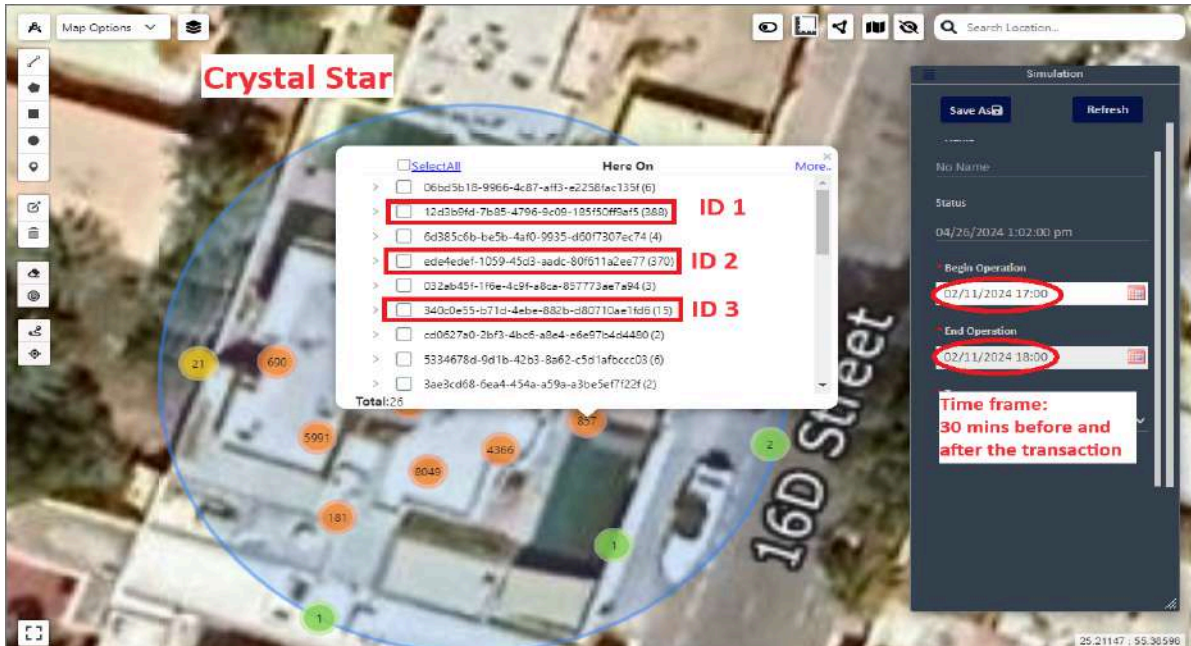 Map Options
Search Location...
Crystal Star
Simulation
Save As
Refresh
No Name
Status
04/26/2024 1:02:00 pm
* Begin Operation
02/11/2024 17:00
* End Operation
02/11/2024 18:00
Time frame:
30 mins before and
after the transaction
SelectAll
Here On
More..
06bd5b18-9966-4c87-aff3-e2258fac135f (6)
12d3b9fd-7b85-4796-9c09-185f50ff9af5 (388)
ID 1
6d385c6b-be5b-4af0-9935-d60f7307ec74 (4)
ede4edef-1059-45d3-aadc-80f611a2ee77 (370)
ID 2
032ab45f-1f6e-4c9f-a8ca-857773ae7a94 (3)
340c0e55-b71d-4ebe-882b-d80710ae1fd6 (15)
ID 3
cd0627a0-2bf3-4bc6-a8e4-e6e97b4d4480 (2)
5334678d-9d1b-42b3-8a62-c5d1afbccc03 (6)
3ae3cd68-6ea4-454a-a59a-a3be5ef7f22f (2)
Total:26
21
690
857
5991
4366
2
8049
181
1
1
16D Street
25.21147 : 55.38596